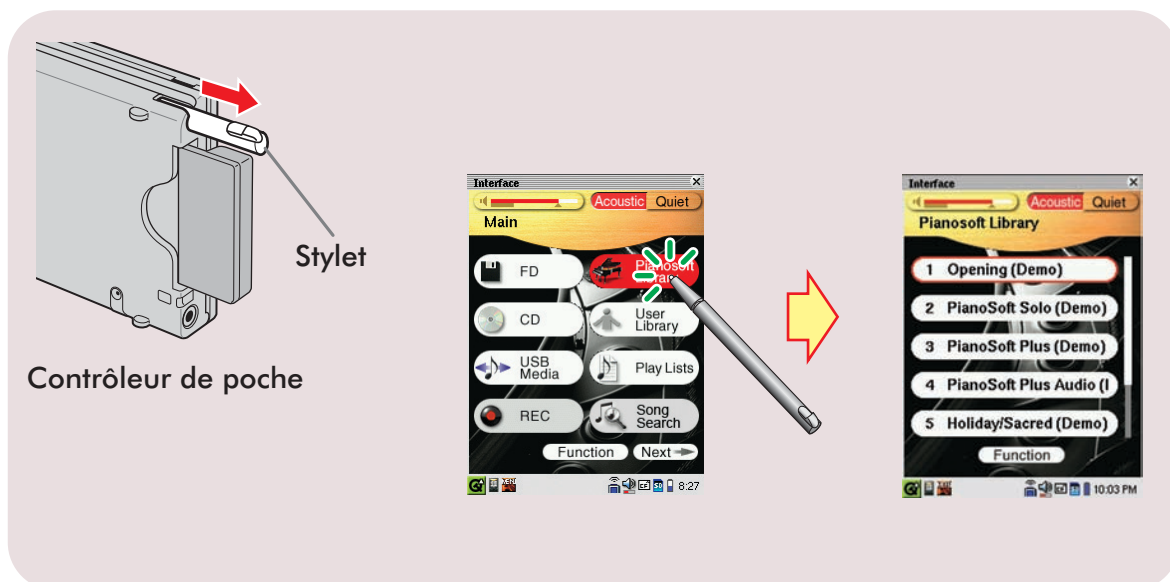 Stylet
Contrôleur de poche
Interface
Acoustic Quiet
Main
FD
Pianosoft
Library
CD
User
Library
USB
Media
Play Lists
REC
Song
Search
Function Next
8:27
Interface
Acoustic Quiet
Pianosoft Library
1 Opening (Demo)
2 PianoSoft Solo (Demo)
3 PianoSoft Plus (Demo)
4 PianoSoft Plus Audio (I
5 Holiday/Sacred (Demo)
Function
10:03 PM